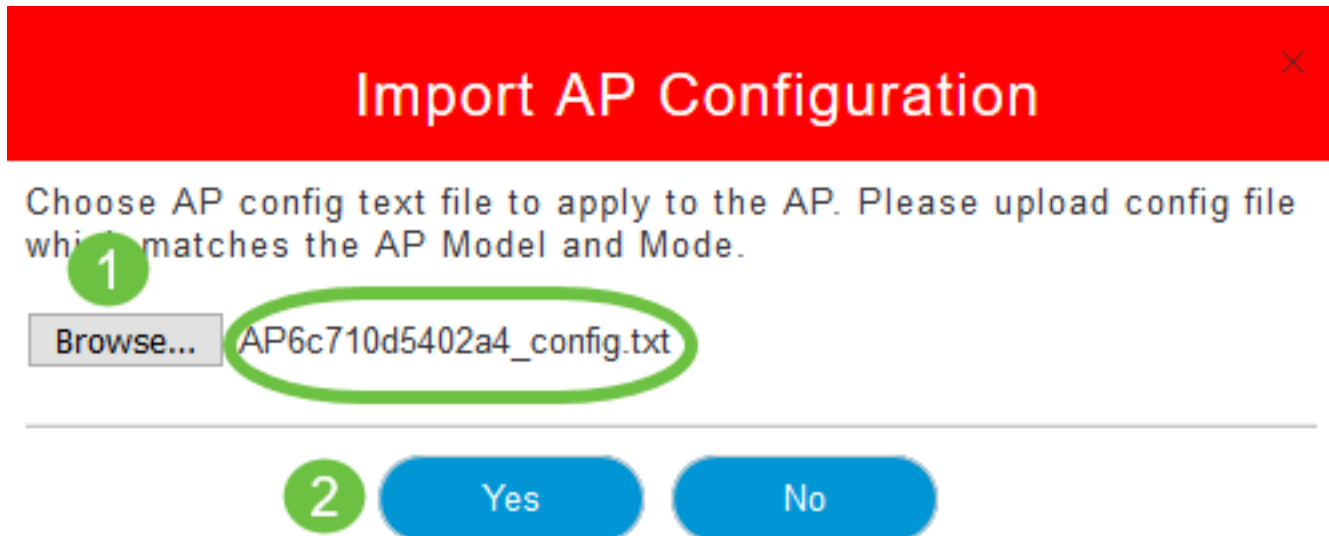 Import AP Configuration
Choose AP config text file to apply to the AP. Please upload config file
which matches the AP Model and Mode.
1
Browse... AP6c710d5402a4_config.txt
2 Yes No